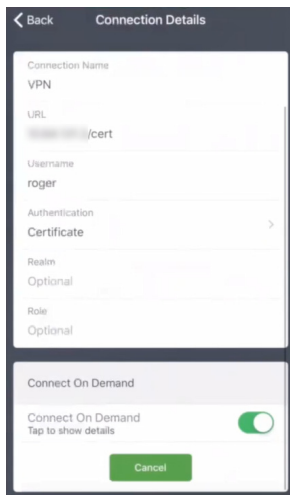 Back Connection Details
Connection Name
VPN
URL
/cert
Username
roger
Authentication
Certificate
Realm
Optional
Role
Optional
Connect On Demand
Connect On Demand
Tap to show details
Cancel